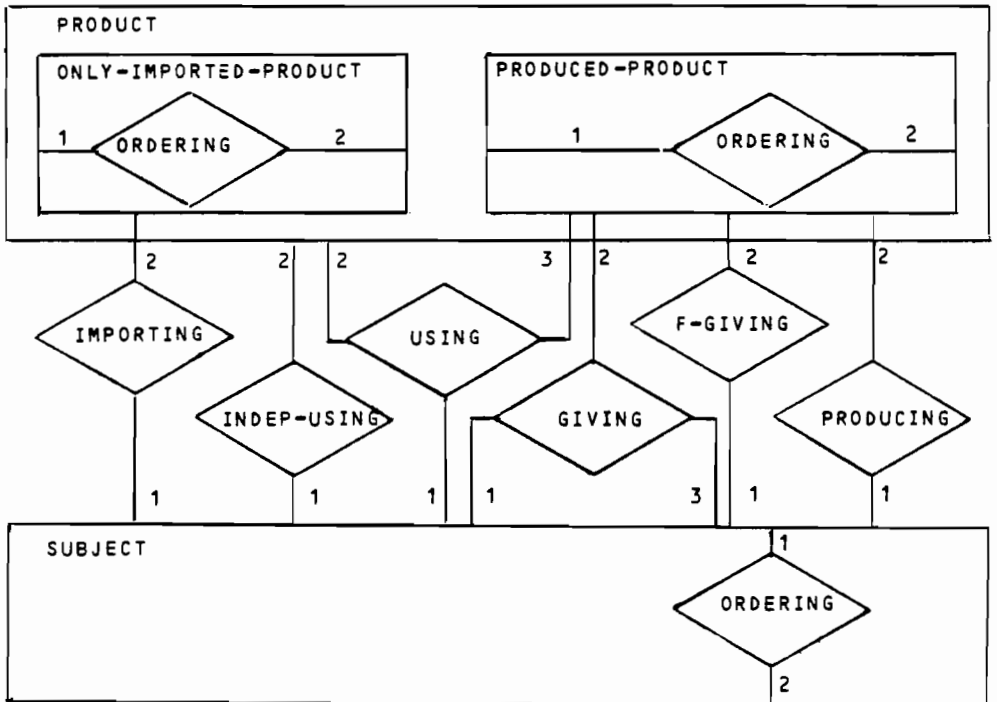 PRODUCT
ONLY-IMPORTED-PRODUCT
PRODUCED-PRODUCT
1 ORDERING 2
1 ORDERING 2
2 2 2 3 2 2 2
IMPORTING
USING
F-GIVING
INDEP-USING
GIVING
PRODUCING
1 1 1 1 3 1 1
SUBJECT
1
ORDERING
2